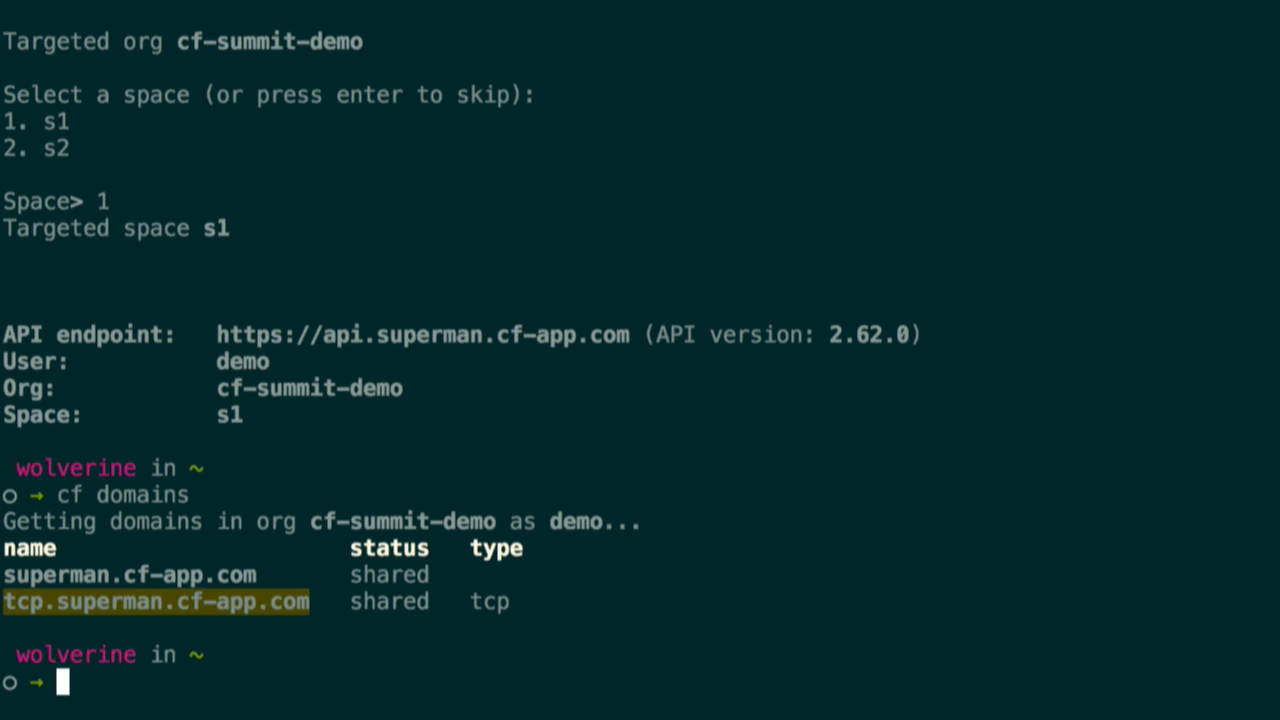 Targeted org cf-summit-demo
Select a space (or press enter to skip):
1. s1
2. s2
Space> 1
Targeted space s1
API endpoint:   https://api.superman.cf-app.com (API version: 2.62.0)
User:           demo
Org:            cf-summit-demo
Space:          s1
wolverine in ~
○ → cf domains
Getting domains in org cf-summit-demo as demo...
name                      status   type
superman.cf-app.com       shared
tcp.superman.cf-app.com   shared   tcp
wolverine in ~
○ →